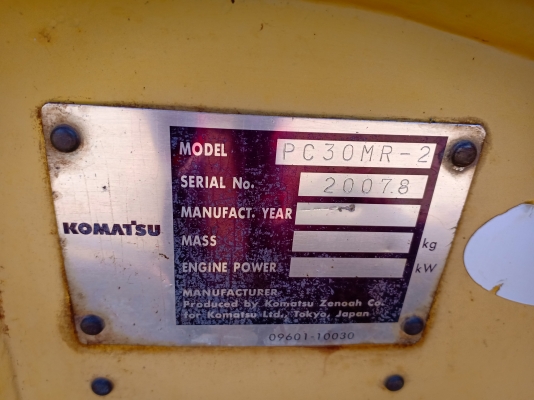 MODEL PC30MR-2
SERIAL No. 20078
MANUFACT. YEAR
KOMATSU
MASS kg
ENGINE POWER kW
MANUFACTURER
Produced by Komatsu Zenoah Co.
for Komatsu Ltd., Tokyo, Japan
09601-10030